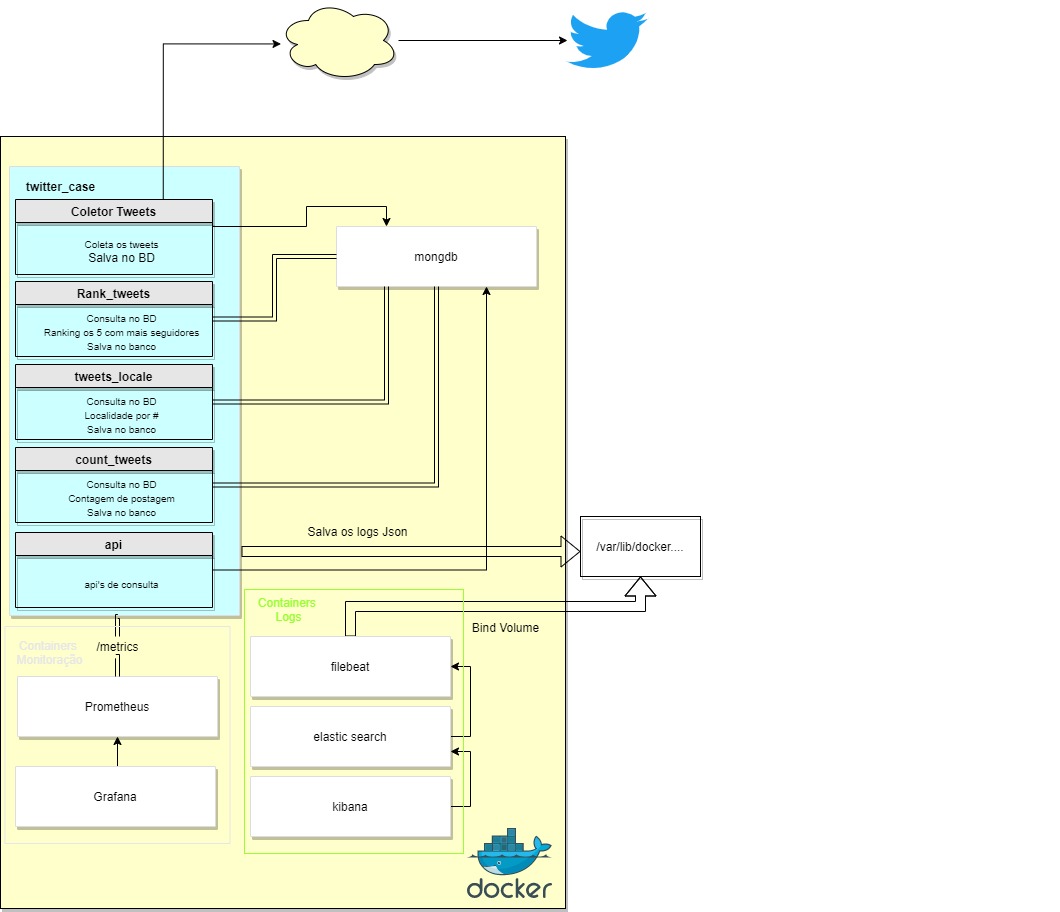 twitter_case
Coletor Tweets
Coleta os tweets
Salva no BD
mongdb
Rank_tweets
Consulta no BD
Ranking os 5 com mais seguidores
Salva no banco
tweets_locale
Consulta no BD
Localidade por #
Salva no banco
count_tweets
Consulta no BD
Contagem de postagem
Salva no banco
Salva os logs Json
/var/lib/docker....
api
api's de consulta
Containers
Logs
Bind Volume
Containers
Monitoração
/metrics
filebeat
Prometheus
elastic search
Grafana
kibana
docker